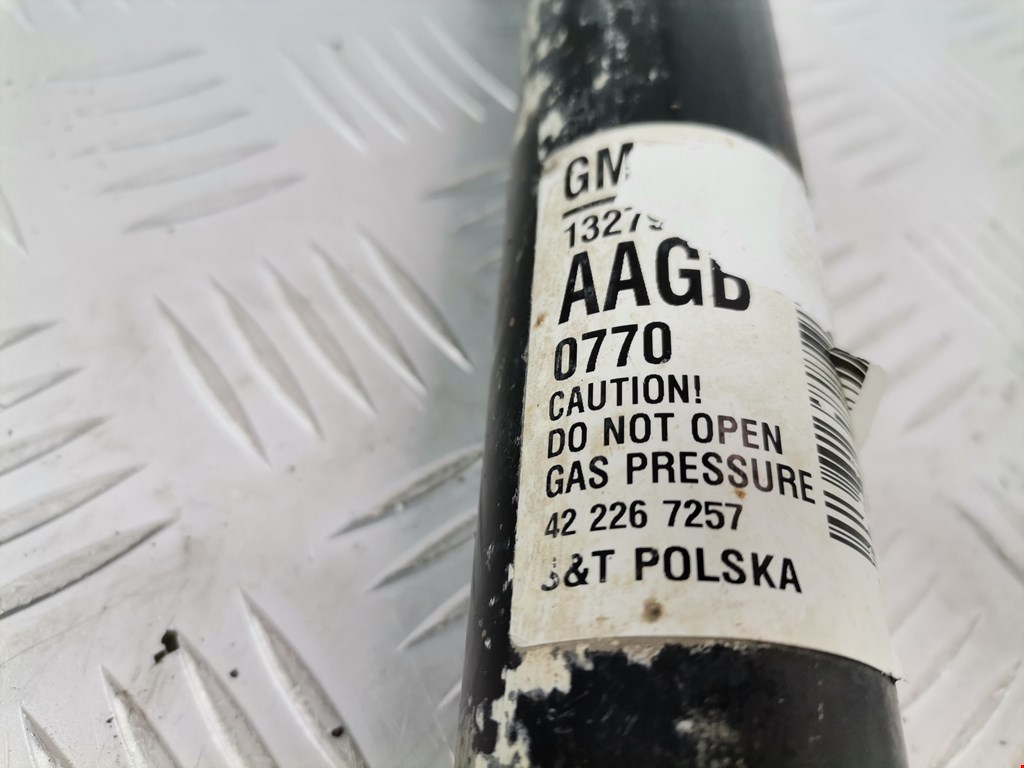 GM
1327
AAGB
0770
CAUTION!
DO NOT OPEN
GAS PRESSURE
42 226 7257
&T POLSKA